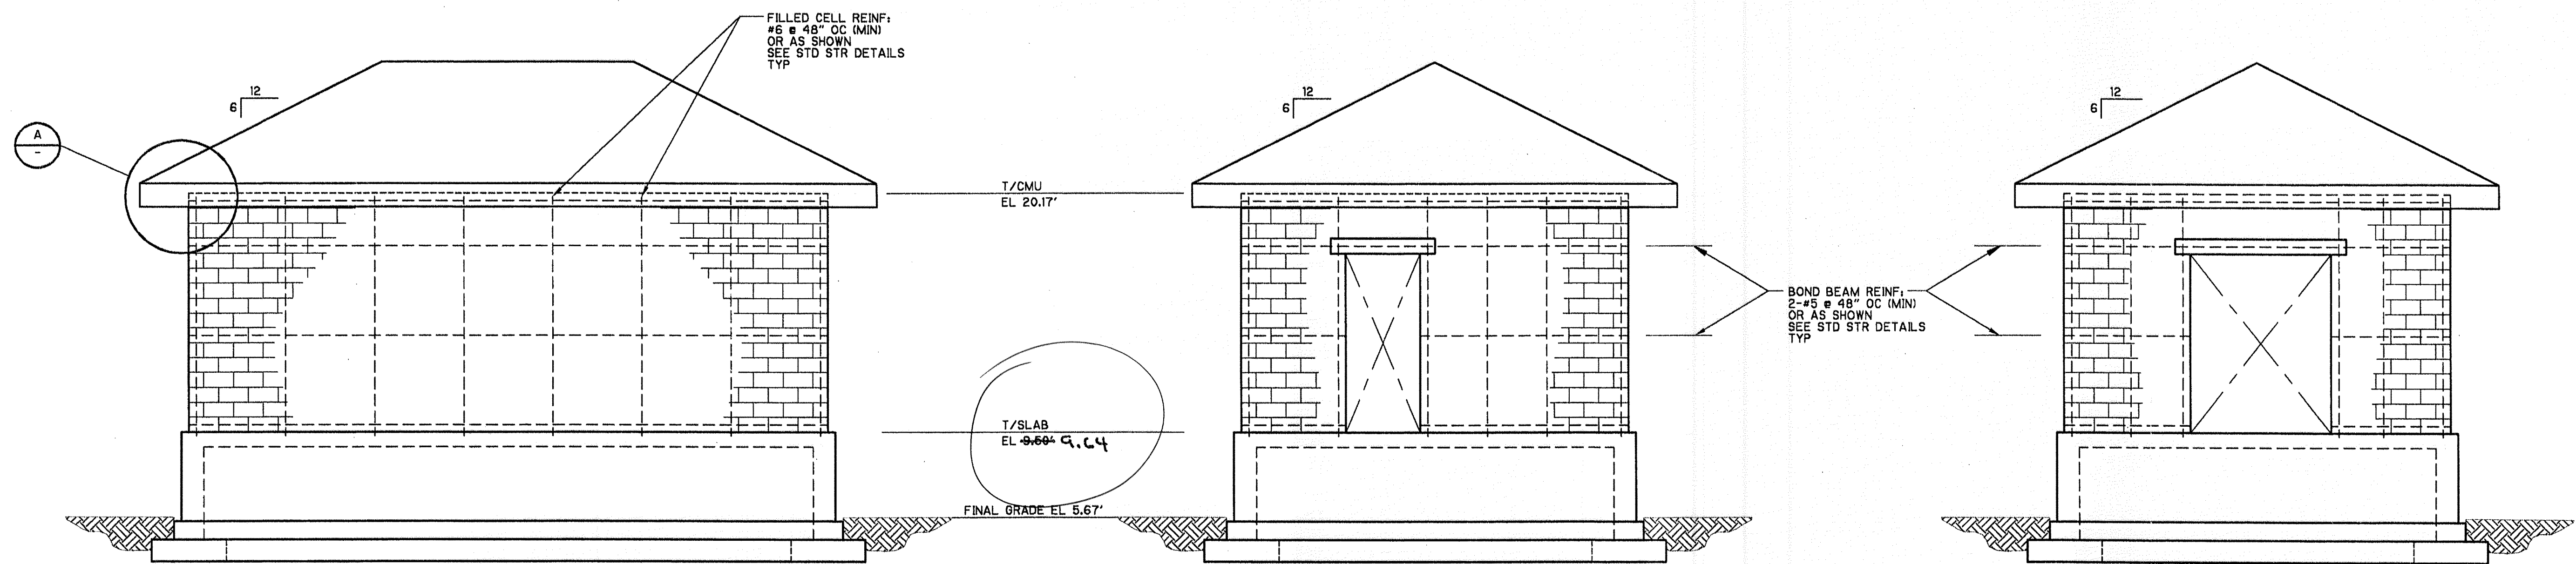 FILLED CELL REINF:
#6 @ 48" OC (MIN)
OR AS SHOWN
SEE STD STR DETAILS
TYP
12
6
12
6
12
6
A
-
T/CMU
EL 20.17'
BOND BEAM REINF:
2-#5 @ 48" OC (MIN)
OR AS SHOWN
SEE STD STR DETAILS
TYP
T/SLAB
EL 9.50' 9.64
FINAL GRADE EL 5.67'